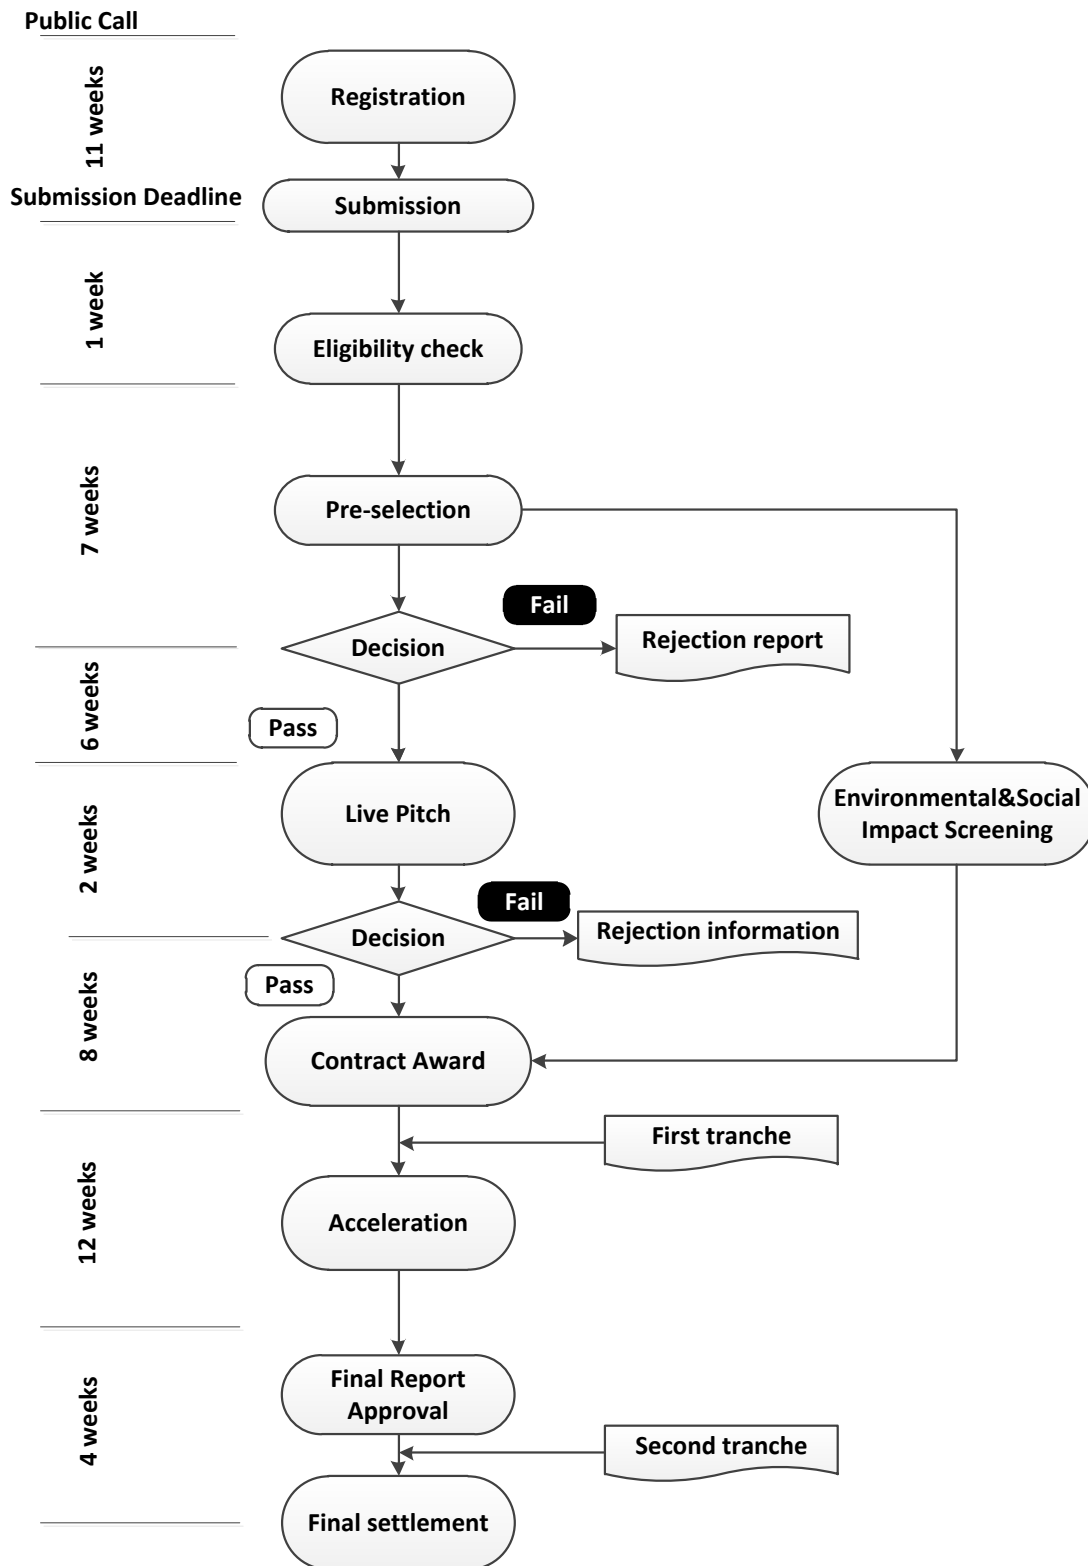 Public Call
11 weeks
Registration
Submission Deadline
Submission
1 week
Eligibility check
7 weeks
Pre-selection
Decision
Fail
Rejection report
6 weeks
Pass
Live Pitch
Environmental&Social
Impact Screening
2 weeks
Decision
Fail
Rejection information
8 weeks
Pass
Contract Award
First tranche
12 weeks
Acceleration
4 weeks
Final Report
Approval
Second tranche
Final settlement